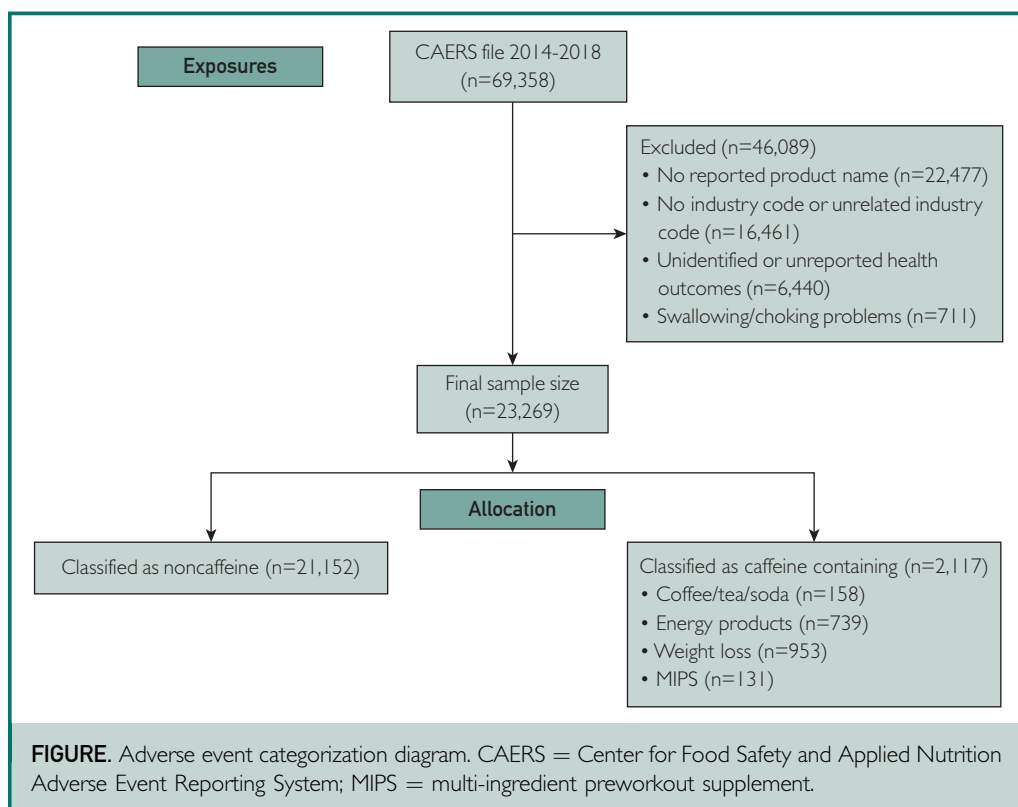 Exposures
CAERS file 2014-2018
(n=69,358)
Excluded (n=46,089)
• No reported product name (n=22,477)
• No industry code or unrelated industry
code (n=16,461)
• Unidentified or unreported health
outcomes (n=6,440)
• Swallowing/choking problems (n=711)
Final sample size
(n=23,269)
Allocation
Classified as noncaffeine (n=21,152)
Classified as caffeine containing (n=2,117)
• Coffee/tea/soda (n=158)
• Energy products (n=739)
• Weight loss (n=953)
• MIPS (n=131)
FIGURE. Adverse event categorization diagram. CAERS = Center for Food Safety and Applied Nutrition
Adverse Event Reporting System; MIPS = multi-ingredient preworkout supplement.